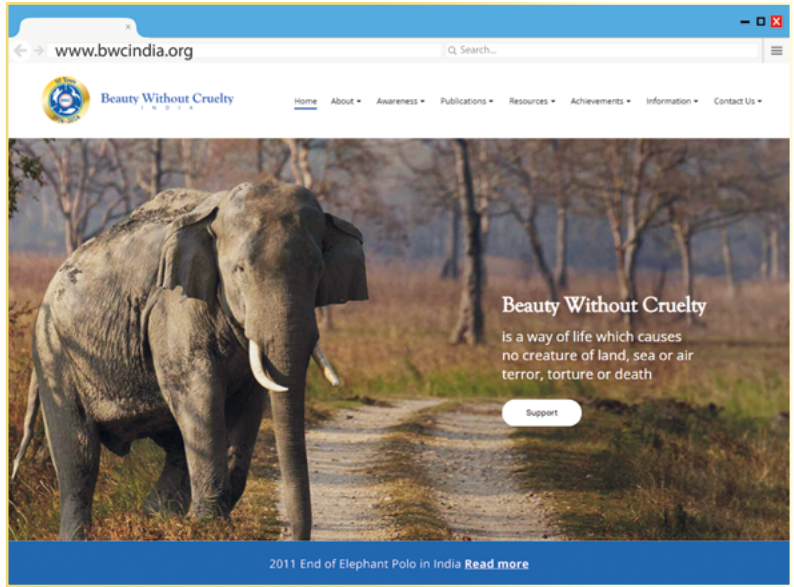 www.bwcindia.org
Search...
50 Years
Beauty Without Cruelty
INDIA
Home About Awareness Publications Resources Achievements Information Contact Us
Beauty Without Cruelty
is a way of life which causes
no creature of land, sea or air
terror, torture or death
Support
2011 End of Elephant Polo in India Read more